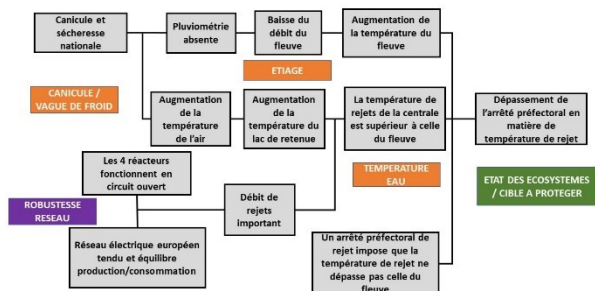 Canicule et
sécheresse
nationale
Pluviométrie
absente
Baisse du
débit du
fleuve
Augmentation de
la température du
fleuve
ETIAGE
CANICULE /
VAGUE DE FROID
Augmentation
de la
température
de l'air
Augmentation
de la
température du
lac de retenue
La température de
rejets de la centrale
est supérieur à celle
du fleuve
Dépassement de
l'arrêté préfectoral en
matière de
température de rejet
TEMPERATURE
EAU
ETAT DES ECOSYSTEMES
/ CIBLE A PROTEGER
Les 4 réacteurs
fonctionnent en
circuit ouvert
ROBUSTESSE
RESEAU
Débit de
rejets
important
Réseau électrique européen
tendu et équilibre
production/consommation
Un arrêté préfectoral de
rejet impose que la
température de rejet ne
dépasse pas celle du
fleuve